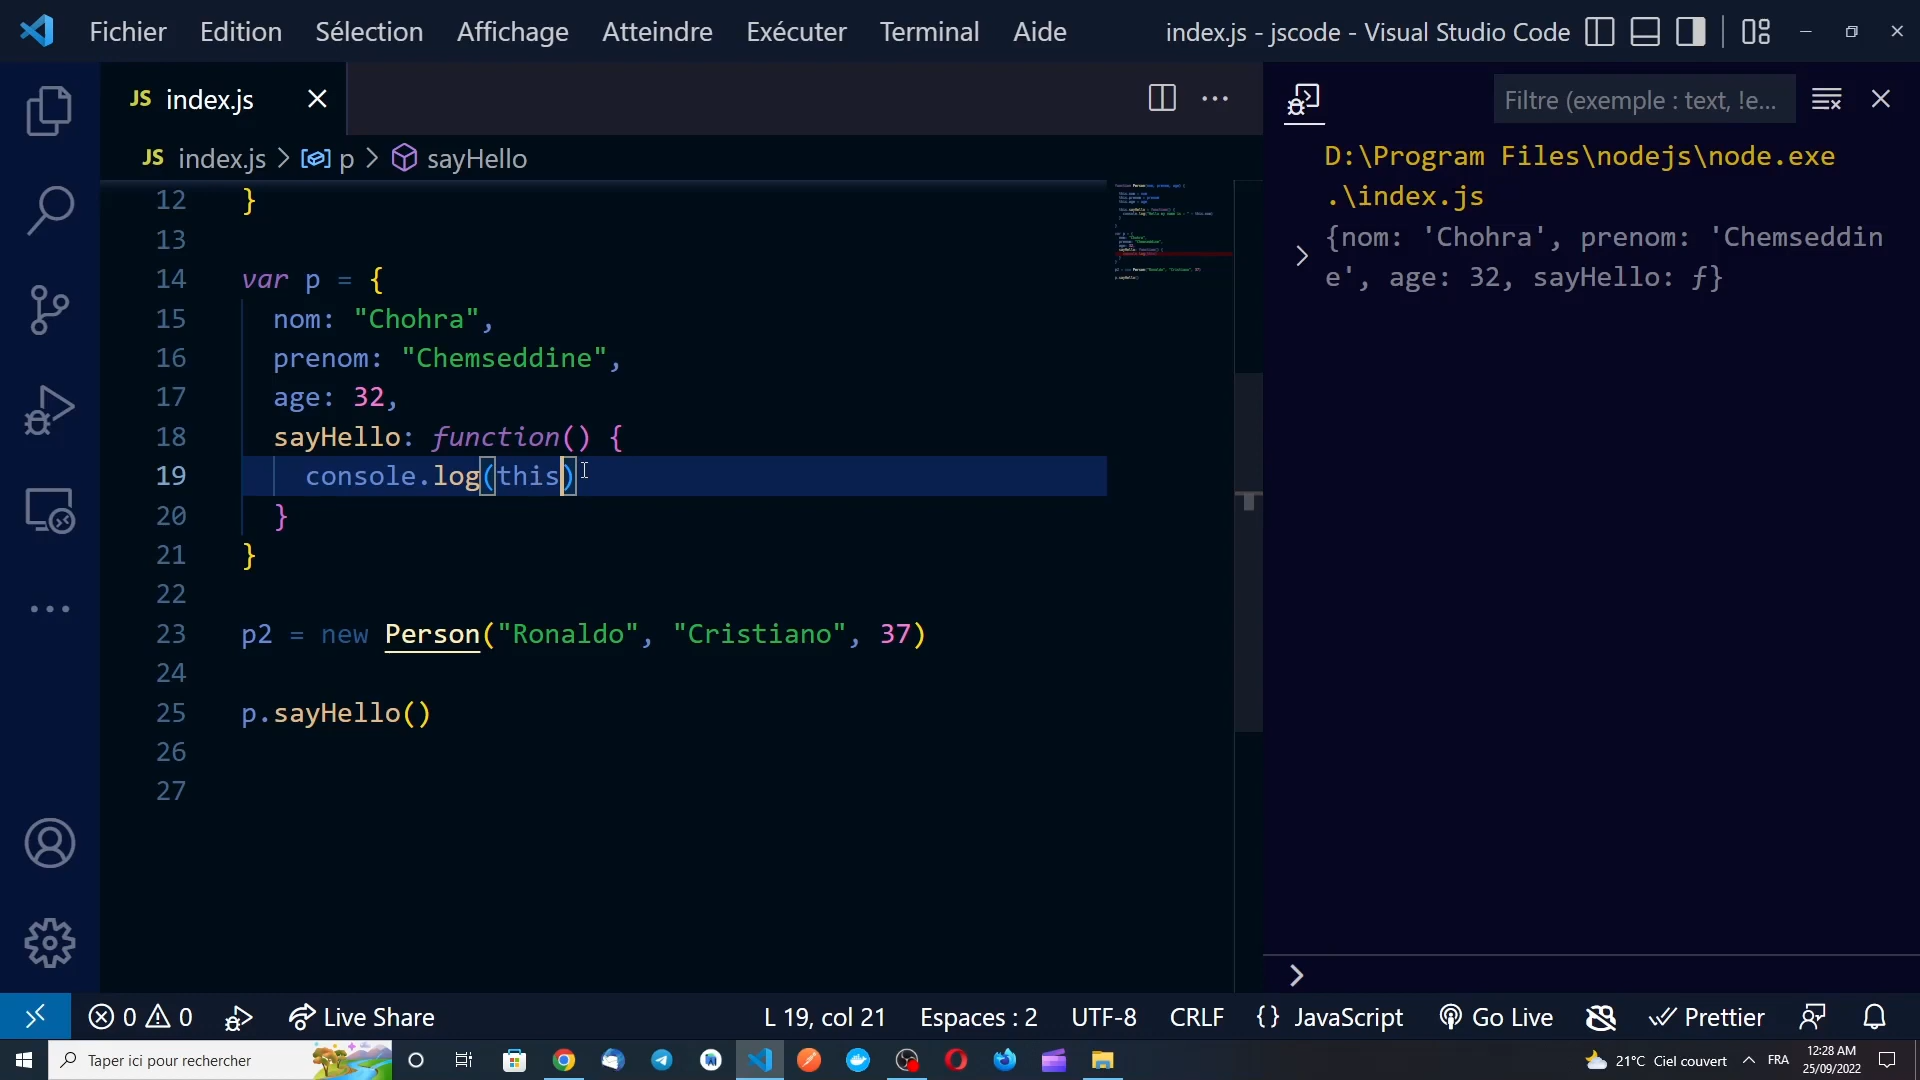 Fichier Edition Sélection Affichage Atteindre Exécuter Terminal Aide index.js - jscode - Visual Studio Code
JS index.js
Filtre (exemple : text, !e...
JS index.js > p > sayHello
D:\Program Files\nodejs\node.exe
.\index.js
{nom: 'Chohra', prenom: 'Chemseddin
e', age: 32, sayHello: ƒ}
12 }
13
14 var p = {
15 nom: "Chohra",
16 prenom: "Chemseddine",
17 age: 32,
18 sayHello: function() {
19 console.log(this)
20 }
21 }
22
23 p2 = new Person("Ronaldo", "Cristiano", 37)
24
25 p.sayHello()
26
27
0 0 Live Share L 19, col 21 Espaces : 2 UTF-8 CRLF {} JavaScript Go Live Prettier
Taper ici pour rechercher
21°C Ciel couvert FRA 12:28 AM
25/09/2022